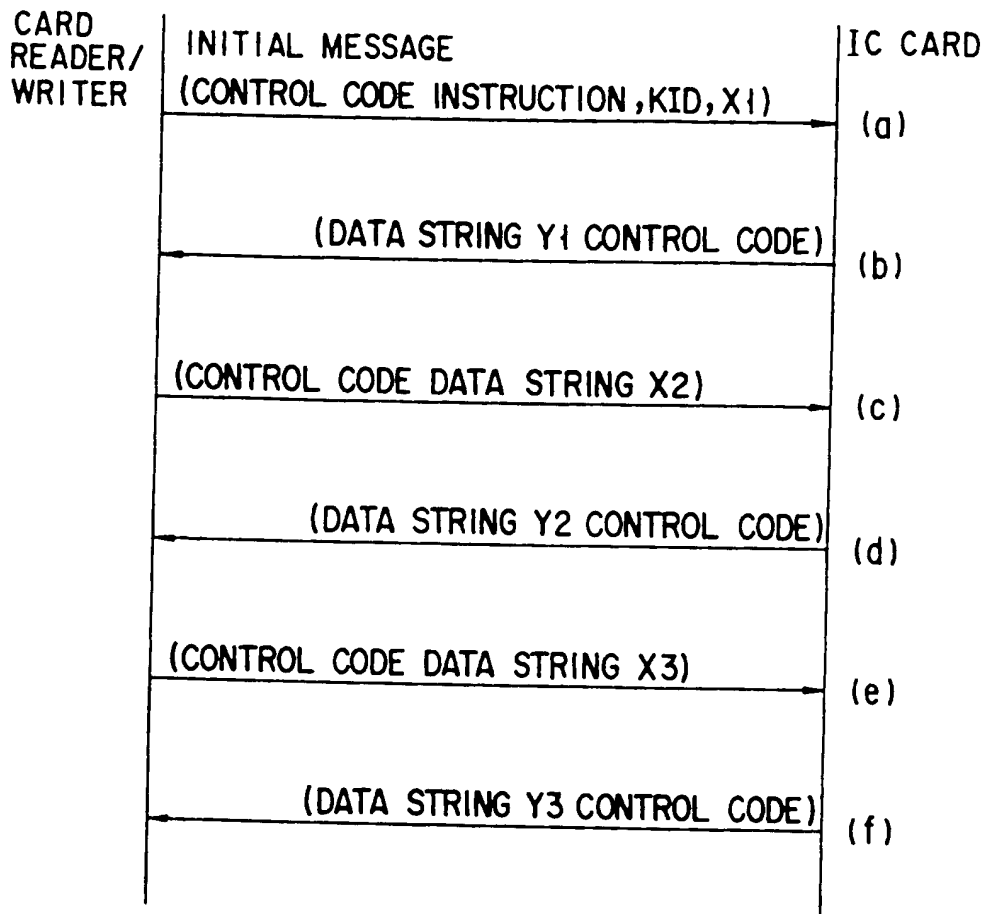 CARD
READER/
WRITER
INITIAL MESSAGE
(CONTROL CODE INSTRUCTION, KID, X1)
IC CARD
(a)
(DATA STRING Y1 CONTROL CODE)
(b)
(CONTROL CODE DATA STRING X2)
(c)
(DATA STRING Y2 CONTROL CODE)
(d)
(CONTROL CODE DATA STRING X3)
(e)
(DATA STRING Y3 CONTROL CODE)
(f)